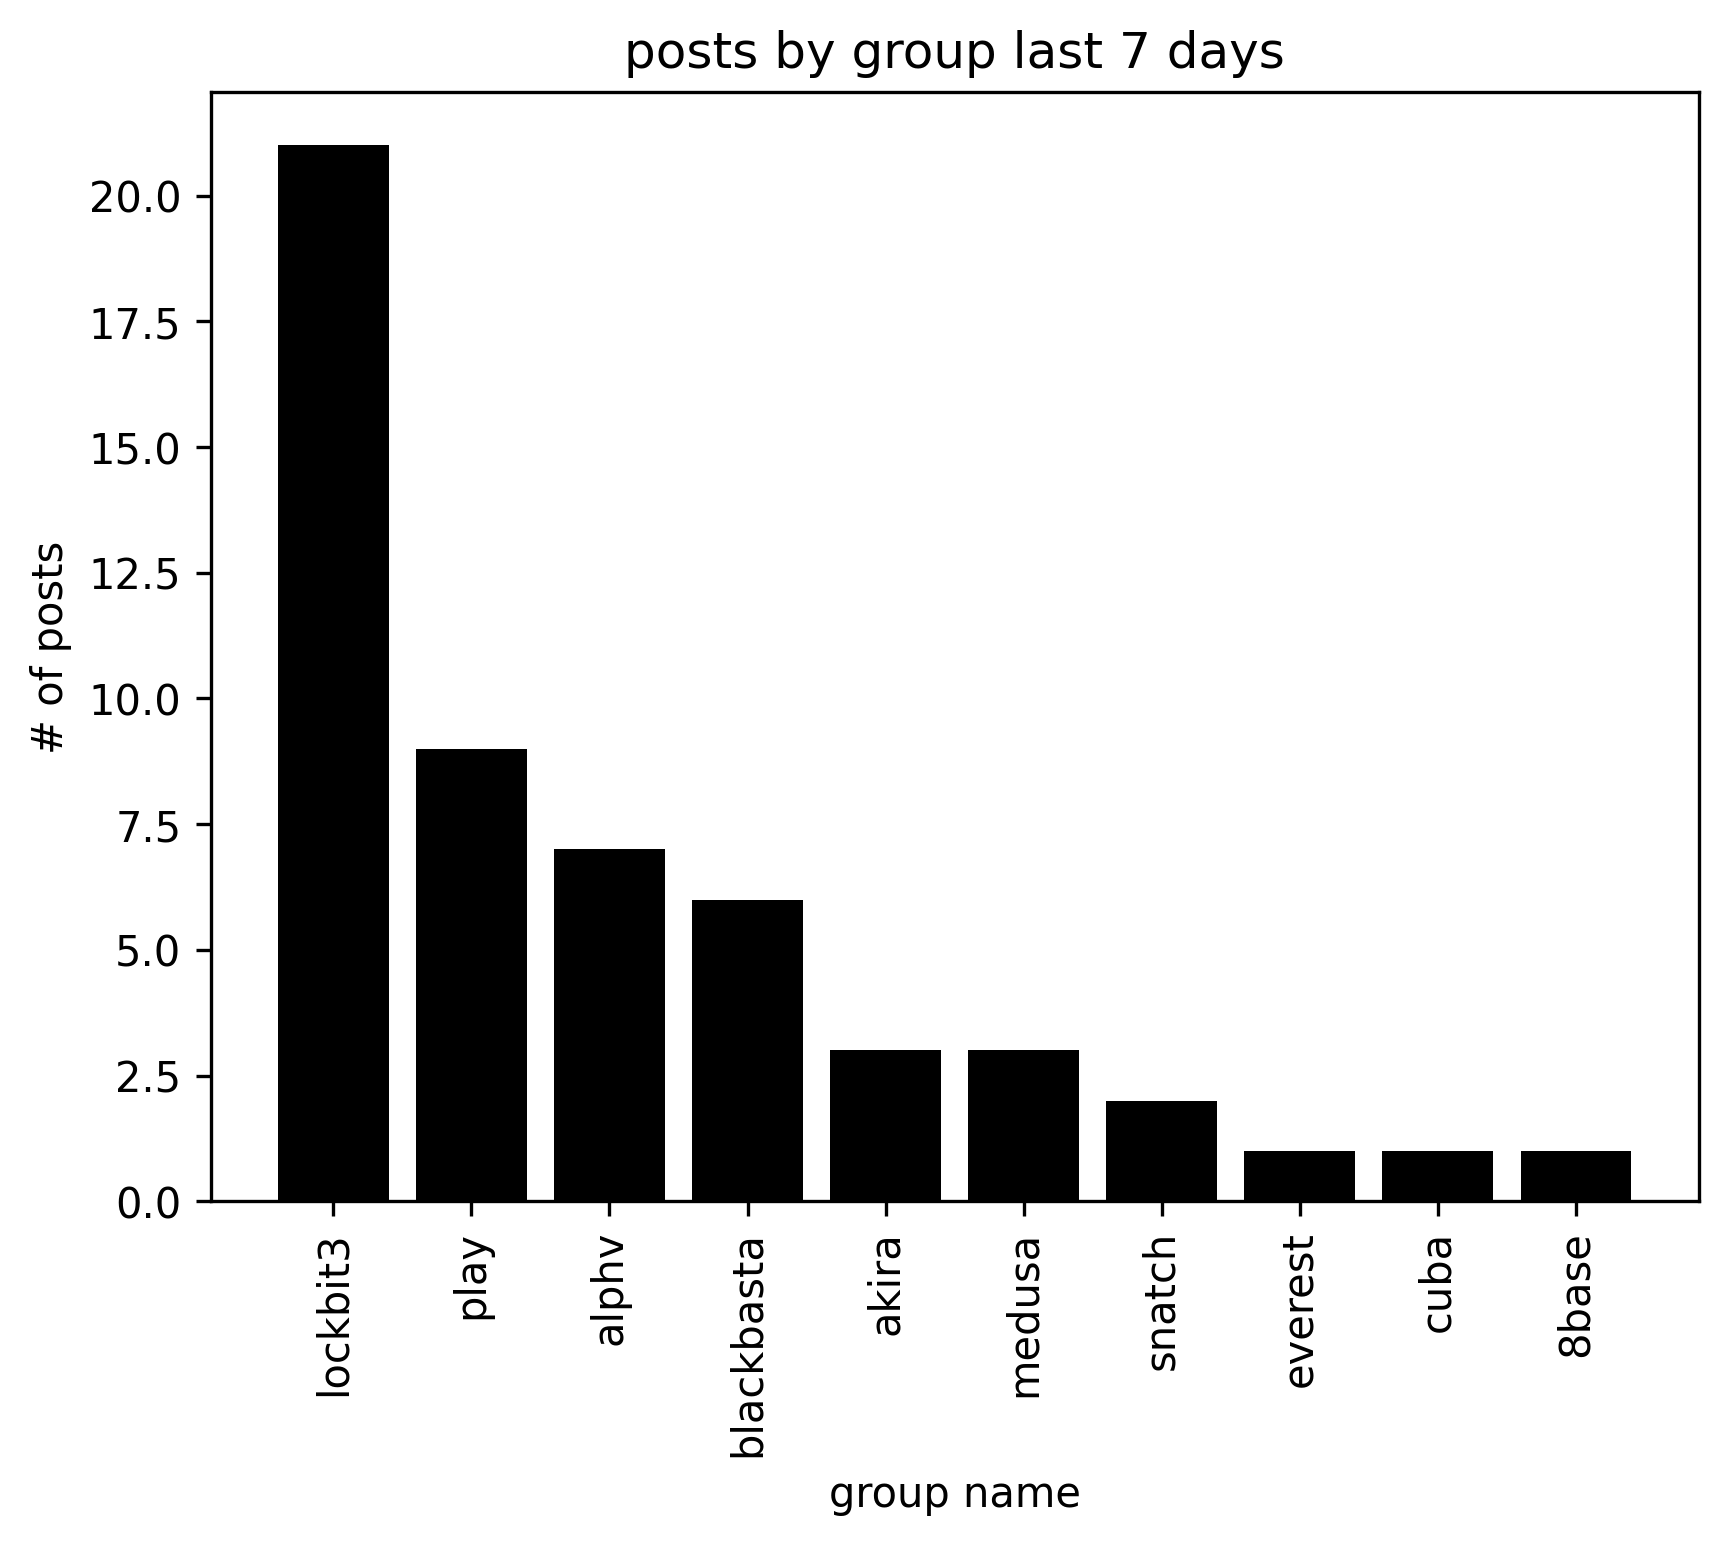 posts by group last 7 days
# of posts
20.0
17.5
15.0
12.5
10.0
7.5
5.0
2.5
0.0
lockbit3
play
alphv
blackbasta
akira
medusa
snatch
everest
cuba
8base
group name